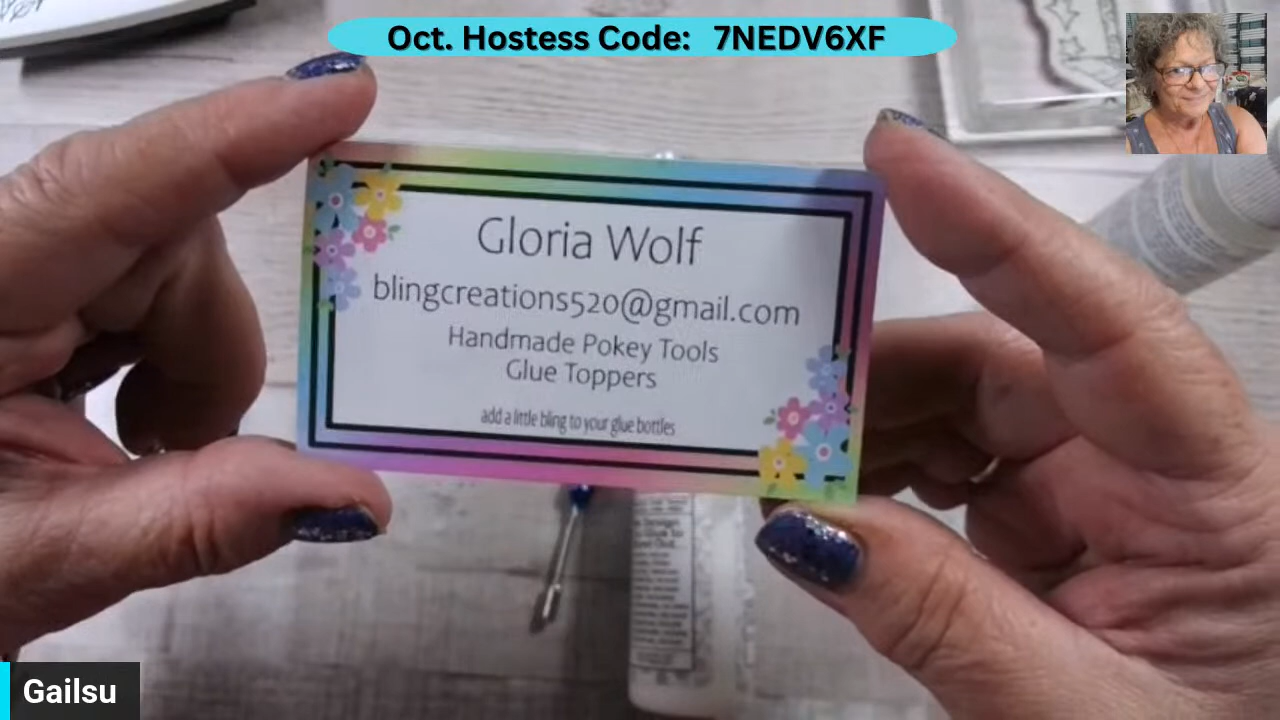 Oct. Hostess Code: 7NEDV6XF
Gloria Wolf
blingcreations520@gmail.com
Handmade Pokey Tools
Glue Toppers
add a little bling to your glue bottles
Gailsu